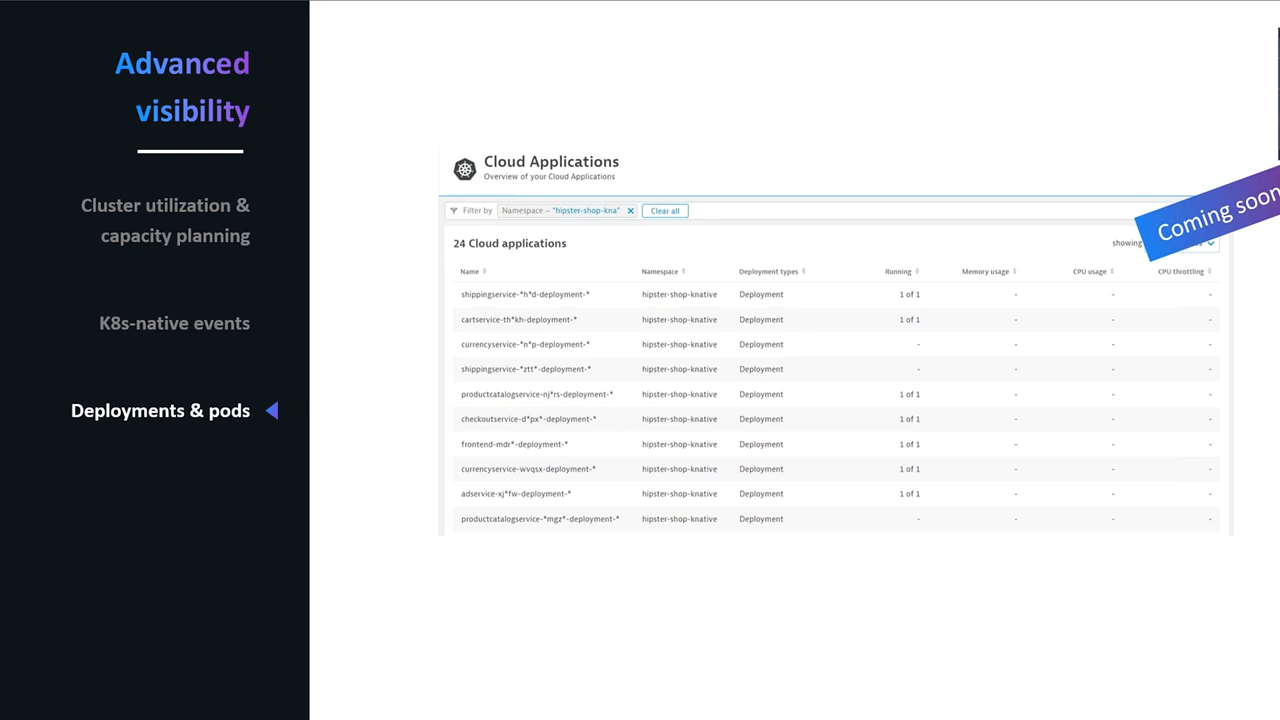 Advanced
visibility
Cluster utilization &
capacity planning
K8s-native events
Deployments & pods
Cloud Applications
Overview of your Cloud Applications
Filter by Namespace ~ "hipster-shop-kna" Clear all
Coming soon
24 Cloud applications showing
Name Namespace Deployment types Running Memory usage CPU usage CPU throttling
shippingservice-*h*d-deployment-* hipster-shop-knative Deployment 1 of 1 - - -
cartservice-th*kh-deployment-* hipster-shop-knative Deployment 1 of 1 - - -
currencyservice-*n*p-deployment-* hipster-shop-knative Deployment - - - -
shippingservice-*ztt*-deployment-* hipster-shop-knative Deployment - - - -
productcatalogservice-nj*rs-deployment-* hipster-shop-knative Deployment 1 of 1 - - -
checkoutservice-d*px*-deployment-* hipster-shop-knative Deployment 1 of 1 - - -
frontend-mdr*-deployment-* hipster-shop-knative Deployment 1 of 1 - - -
currencyservice-wvqsx-deployment-* hipster-shop-knative Deployment 1 of 1 - - -
adservice-xj*fw-deployment-* hipster-shop-knative Deployment 1 of 1 - - -
productcatalogservice-*mgz*-deployment-* hipster-shop-knative Deployment - - - -